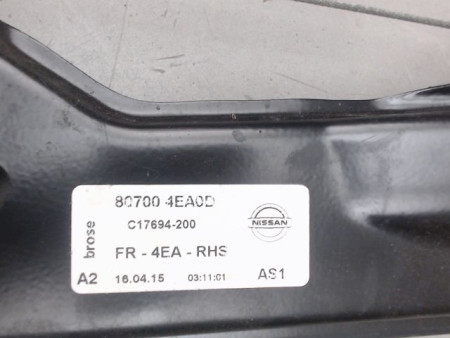 80700 4EA0D
C17694-200
NISSAN
brose
FR - 4EA - RHS
A2 16.04.15 03:11:01 AS1